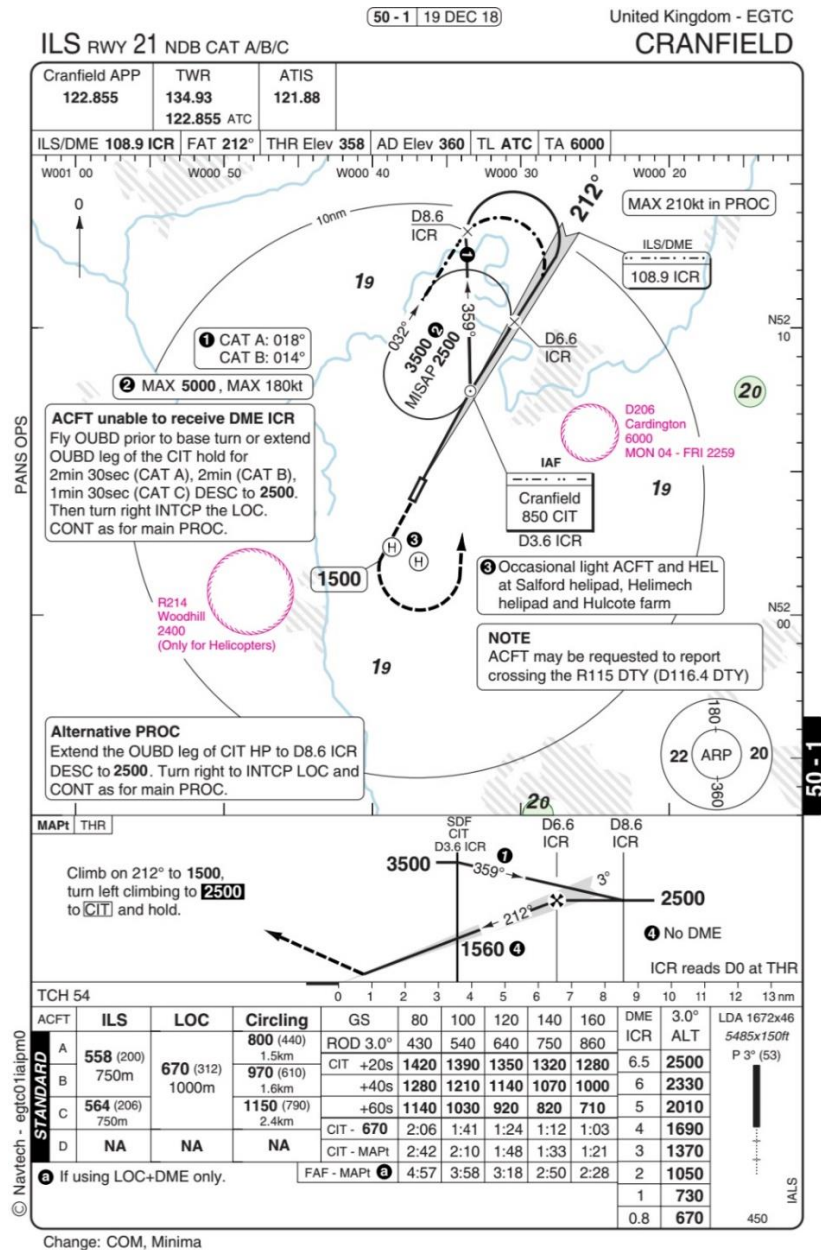 50 - 1 19 DEC 18
United Kingdom - EGTC
ILS RWY 21 NDB CAT A/B/C
CRANFIELD
Cranfield APP TWR ATIS
122.855 134.93 121.88
122.855 ATC
ILS/DME 108.9 ICR FAT 212° THR Elev 358 AD Elev 360 TL ATC TA 6000
W001 00 W000 50 W000 40 W000 30 W000 20
0
10nm
D8.6
ICR
212°
MAX 210kt in PROC
ILS/DME
108.9 ICR
19
1
359°
032°
3500 2
MISAP 2500
D6.6
ICR
N52
10
1 CAT A: 018°
CAT B: 014°
2 MAX 5000, MAX 180kt
20
PANS OPS
ACFT unable to receive DME ICR
Fly OUBD prior to base turn or extend
OUBD leg of the CIT hold for
2min 30sec (CAT A), 2min (CAT B),
1min 30sec (CAT C) DESC to 2500.
Then turn right INTCP the LOC.
CONT as for main PROC.
D206
Cardington
6000
MON 04 - FRI 2259
IAF
Cranfield
850 CIT
D3.6 ICR
19
H 3
H
1500
3 Occasional light ACFT and HEL
at Salford helipad, Helimech
helipad and Hulcote farm
R214
Woodhill
2400
(Only for Helicopters)
N52
00
NOTE
ACFT may be requested to report
crossing the R115 DTY (D116.4 DTY)
19
Alternative PROC
Extend the OUBD leg of CIT HP to D8.6 ICR
DESC to 2500. Turn right to INTCP LOC and
CONT as for main PROC.
180
22 ARP 20
360
50 - 1
20
MAPt THR
SDF
CIT
D3.6 ICR
D6.6
ICR
D8.6
ICR
Climb on 212° to 1500,
turn left climbing to 2500
to CIT and hold.
3500
359°
1
3°
2500
212°
4 No DME
1560 4
ICR reads D0 at THR
TCH 54
0 1 2 3 4 5 6 7 8 9 10 11 12 13 nm
ACFT ILS LOC Circling GS 80 100 120 140 160 DME ICR 3.0° ALT LDA 1672x46
STANDARD
A 558 (200) 750m 670 (312) 1000m 800 (440) 1.5km ROD 3.0° 430 540 640 750 860 5485x150ft
CIT +20s 1420 1390 1350 1320 1280 6.5 2500 P 3° (53)
B 970 (610) 1.6km +40s 1280 1210 1140 1070 1000 6 2330
C 564 (206) 750m 1150 (790) 2.4km +60s 1140 1030 920 820 710 5 2010
CIT - 670 2:06 1:41 1:24 1:12 1:03 4 1690
D NA NA NA CIT - MAPt 2:42 2:10 1:48 1:33 1:21 3 1370
a If using LOC+DME only. FAF - MAPt a 4:57 3:58 3:18 2:50 2:28 2 1050
1 730
0.8 670 450
IALS
© Navtech - egtc01iaipm0
Change: COM, Minima